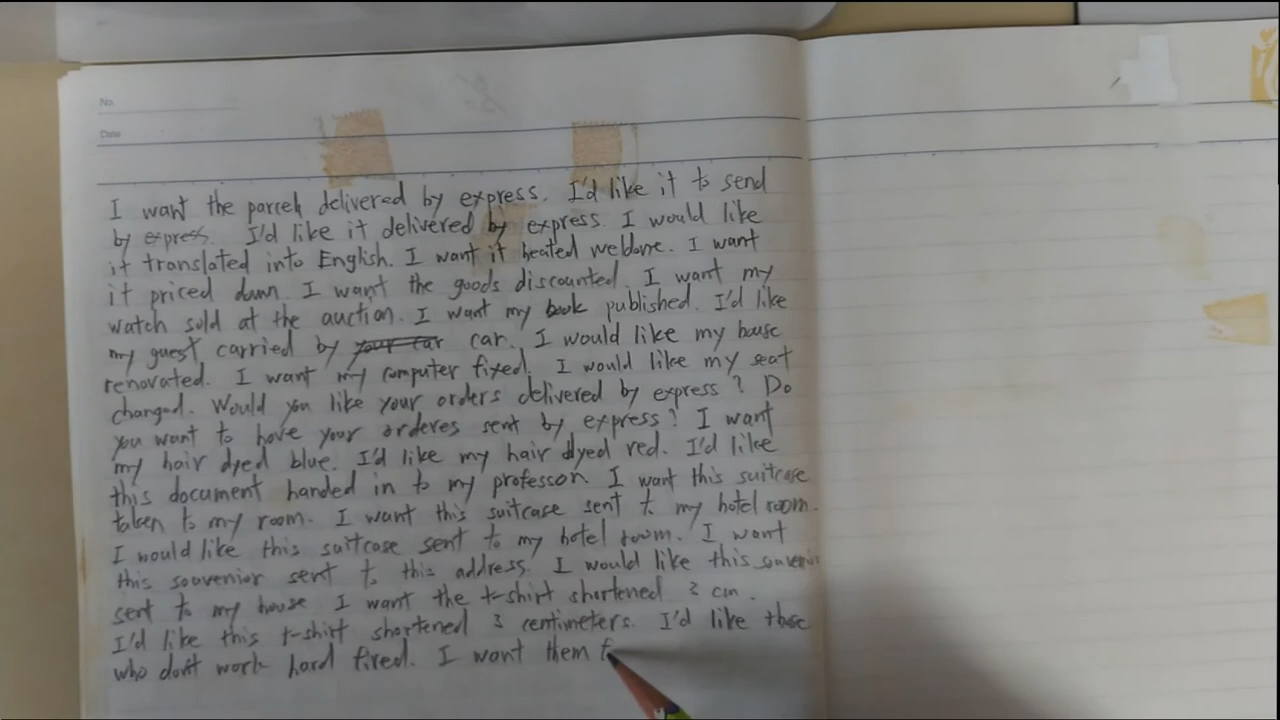 No.
Date
I want the parcel delivered by express. I'd like it to send
by express. I'd like it delivered by express. I would like
it translated into English. I want it heated weldone. I want
it priced down. I want the goods discounted. I want my
watch sold at the auction. I want my book published. I'd like
my guest carried by your car car. I would like my house
renovated. I want my computer fixed. I would like my seat
changed. Would you like your orders delivered by express? Do
you want to have your orderes sent by express? I want
my hair dyed blue. I'd like my hair dyed red. I'd like
this document handed in to my professor. I want this suitcase
taken to my room. I want this suitcase sent to my hotel room.
I would like this suitcase sent to my hotel room. I want
this souvenior sent to this address. I would like this
sent to my house. I want the t-shirt shortened cm.
I'd like this t-shirt shortened 3 centimeters. I'd like those
who don't work hard fired. I want them